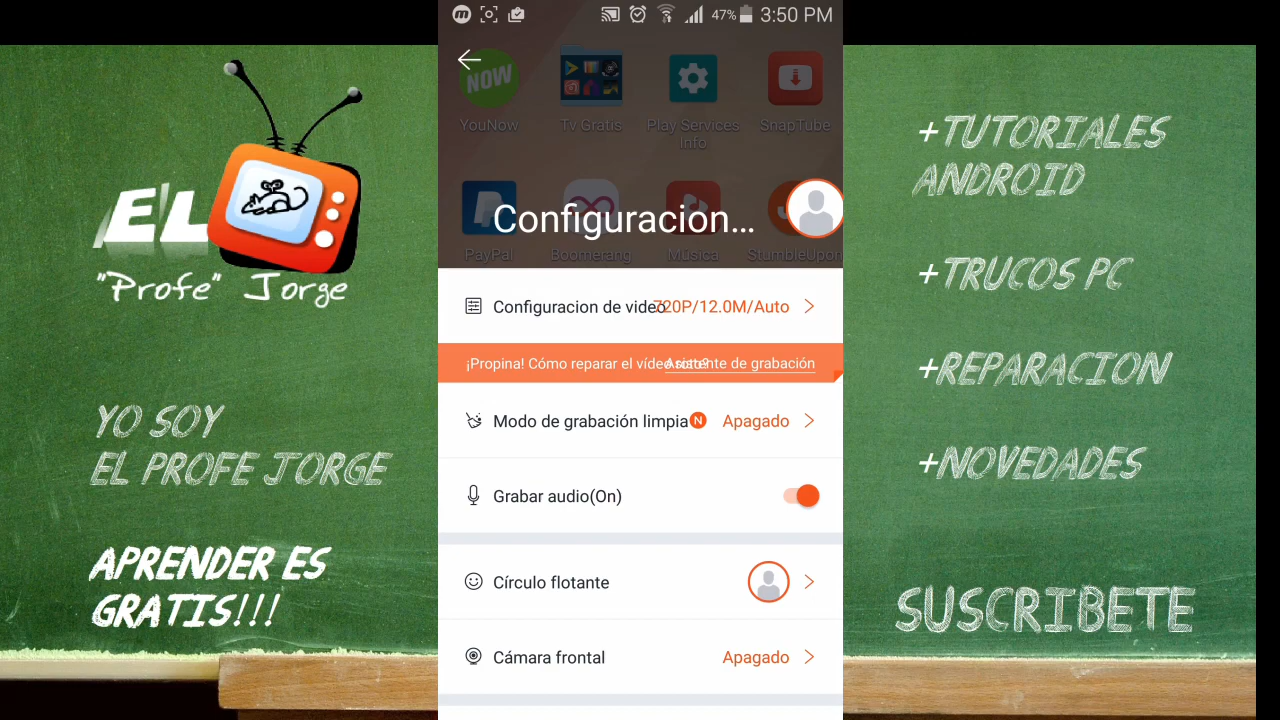 EL
"Profe" Jorge
YO SOY
EL PROFE JORGE
APRENDER ES
GRATIS!!!
47% 3:50 PM
NOW
YouNow
Tv Gratis
Play Services
Info
SnapTube
PayPal
Boomerang
Música
StumbleUpon
Configuracion...
Configuracion de video 720P/12.0M/Auto
¡Propina! Cómo reparar el vídeo roto? Asistente de grabación
Modo de grabación limpia N Apagado
Grabar audio(On)
Círculo flotante
Cámara frontal Apagado
+TUTORIALES
ANDROID
+TRUCOS PC
+REPARACION
+NOVEDADES
SUSCRIBETE